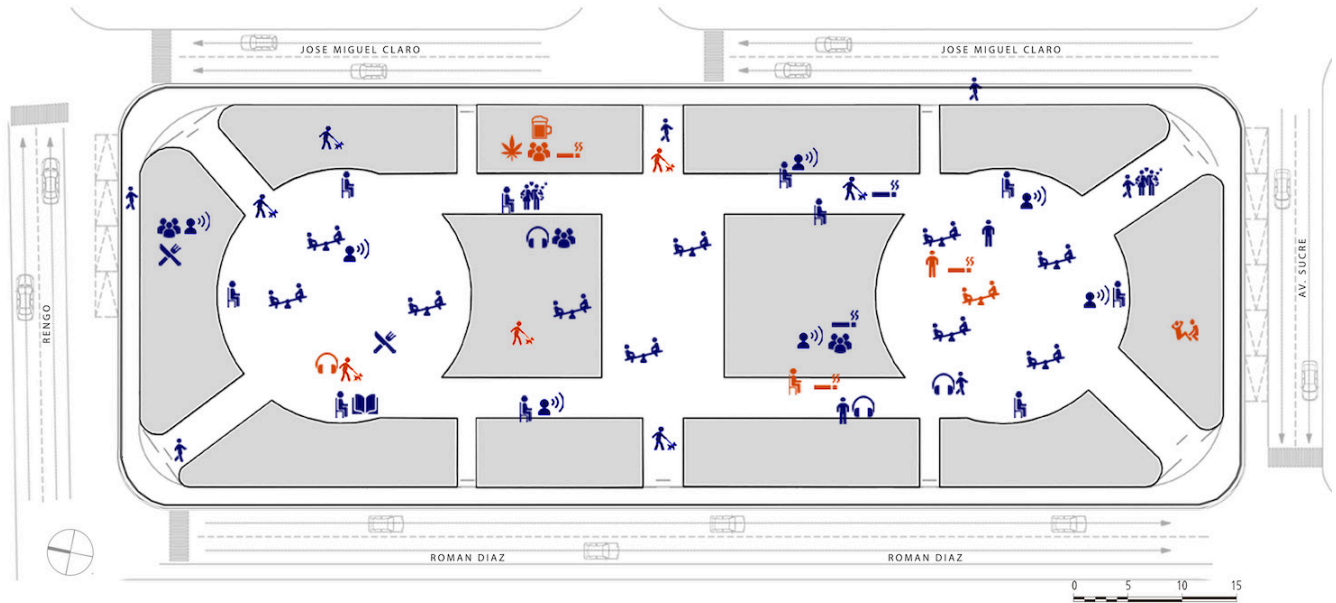 JOSE MIGUEL CLARO
JOSE MIGUEL CLARO
RENGO
AV. SUCRE
ROMAN DIAZ
ROMAN DIAZ
0 5 10 15